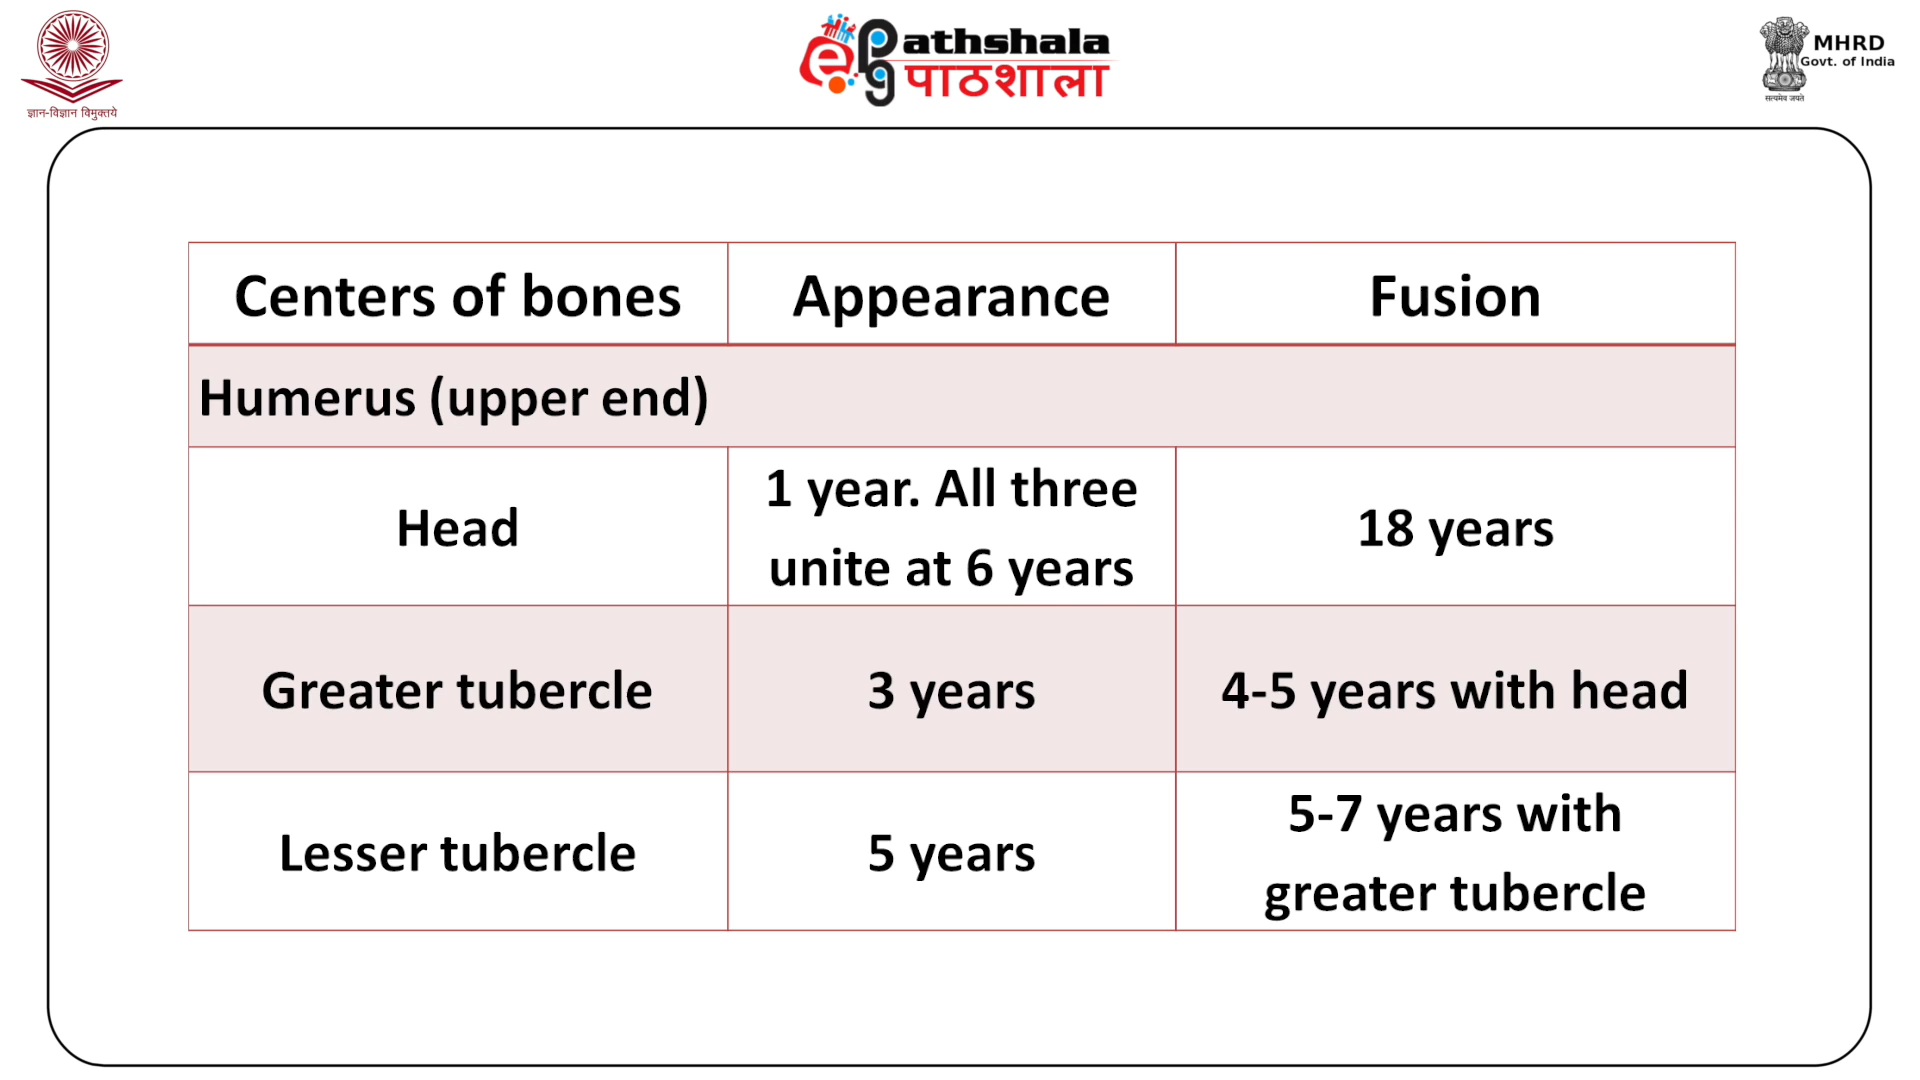 ज्ञान-विज्ञान विमुक्तये
e pg athshala
पाठशाला
MHRD
Govt. of India
सत्यमेव जयते
Centers of bones Appearance Fusion
Humerus (upper end)
Head 1 year. All three unite at 6 years 18 years
Greater tubercle 3 years 4-5 years with head
Lesser tubercle 5 years 5-7 years with greater tubercle